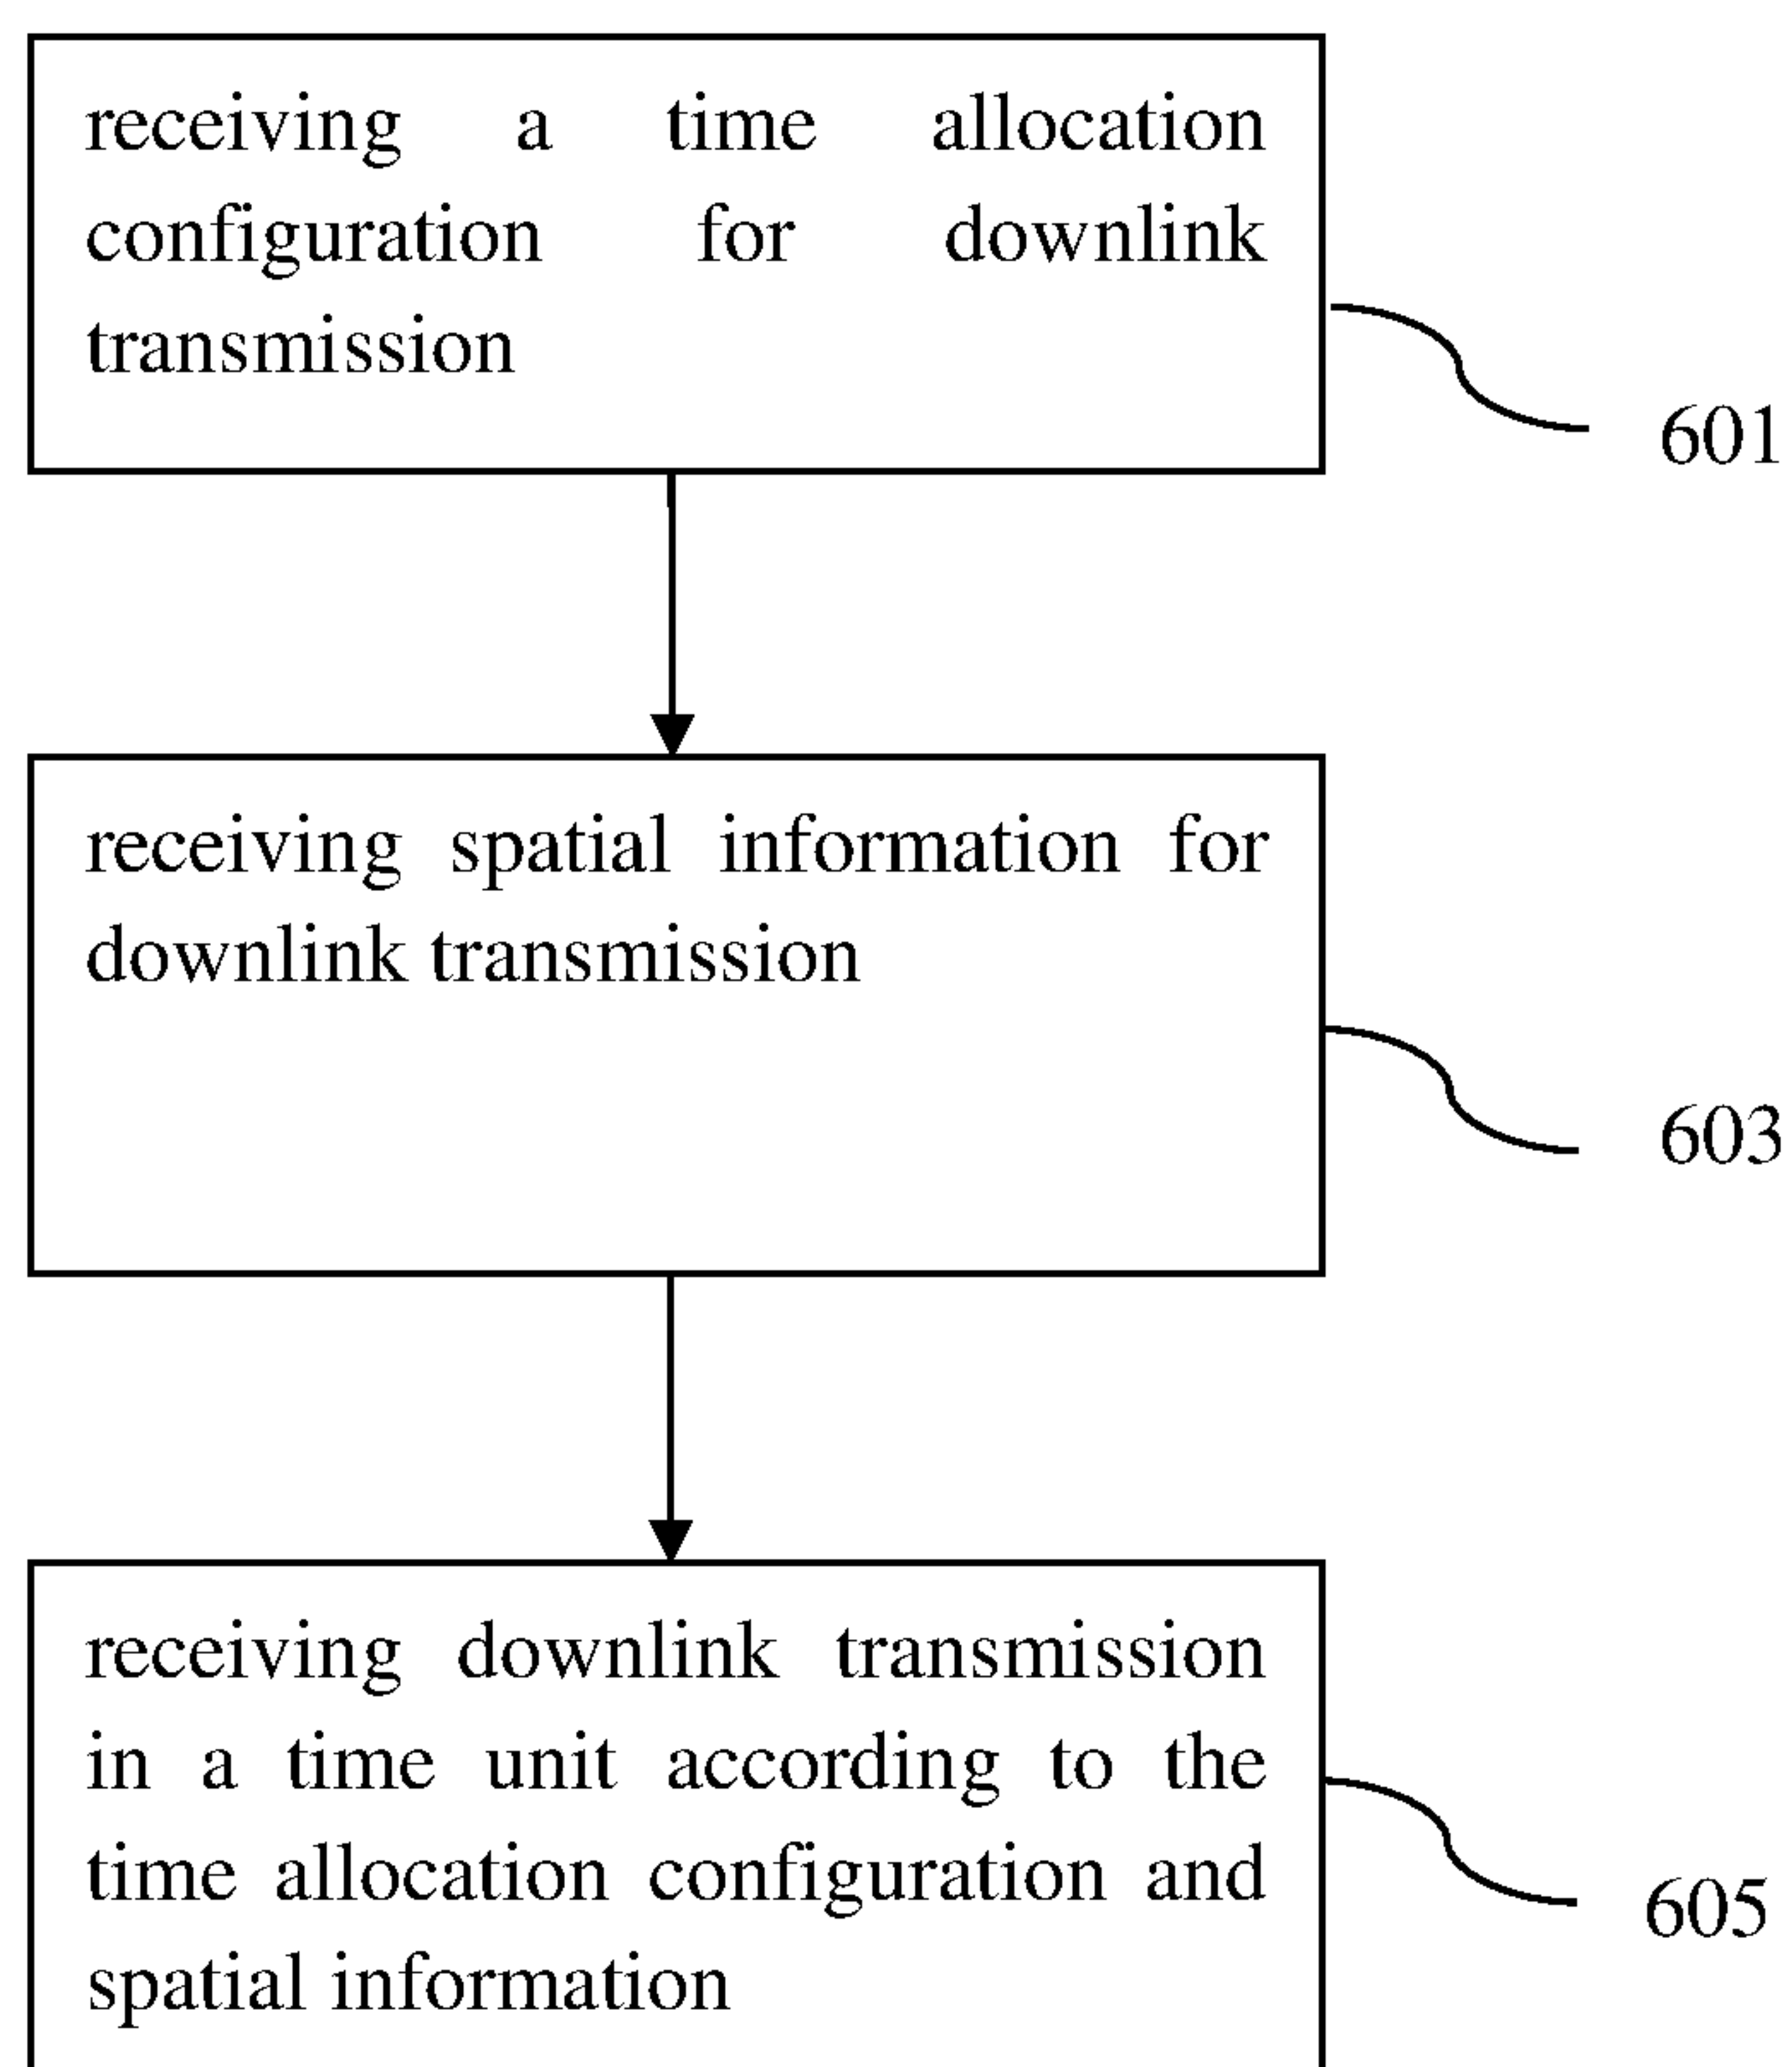 receiving a time allocation
configuration for downlink
transmission
601
receiving spatial information for
downlink transmission
603
receiving downlink transmission
in a time unit according to the
time allocation configuration and
spatial information
605